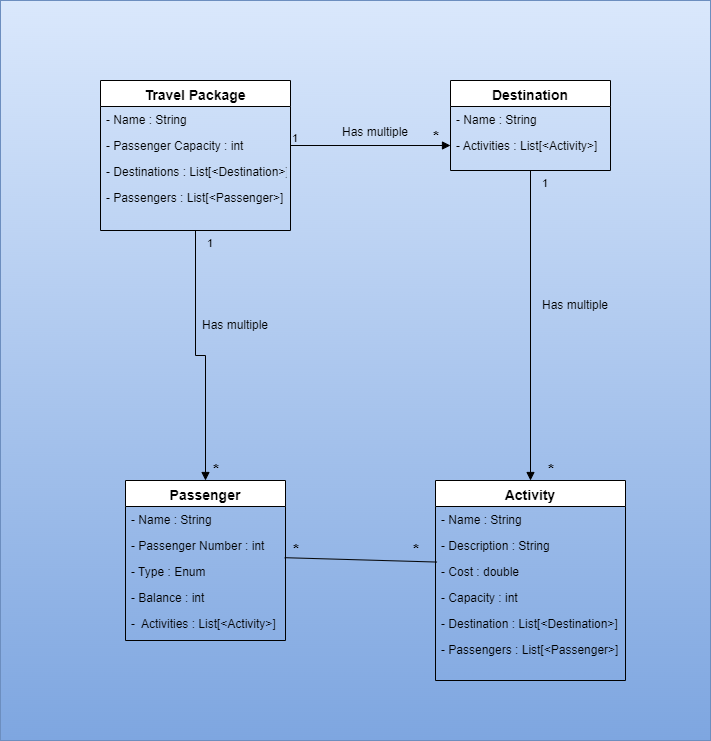 Travel Package
- Name : String
- Passenger Capacity : int
- Destinations : List[<Destination>]
- Passengers : List[<Passenger>]
1
Has multiple
*
Destination
- Name : String
- Activities : List[<Activity>]
1
1
Has multiple
Has multiple
*
*
Passenger
- Name : String
- Passenger Number : int
- Type : Enum
- Balance : int
- Activities : List[<Activity>]
*
*
Activity
- Name : String
- Description : String
- Cost : double
- Capacity : int
- Destination : List[<Destination>]
- Passengers : List[<Passenger>]